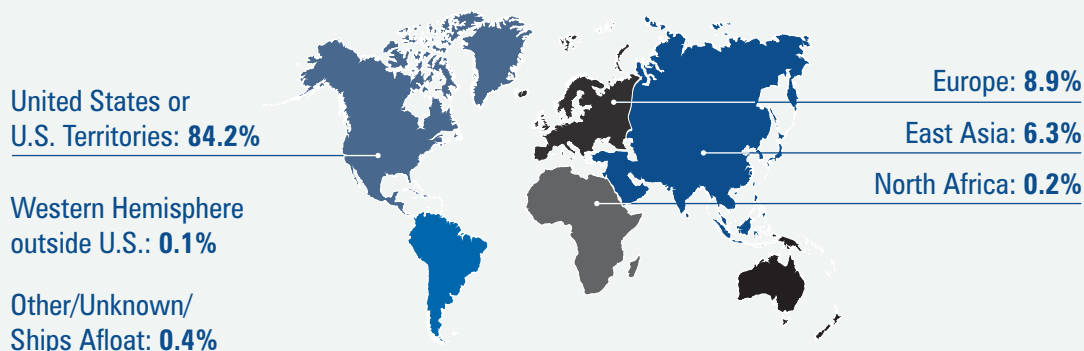 United States or
U.S. Territories: 84.2%
Western Hemisphere
outside U.S.: 0.1%
Other/Unknown/
Ships Afloat: 0.4%
Europe: 8.9%
East Asia: 6.3%
North Africa: 0.2%